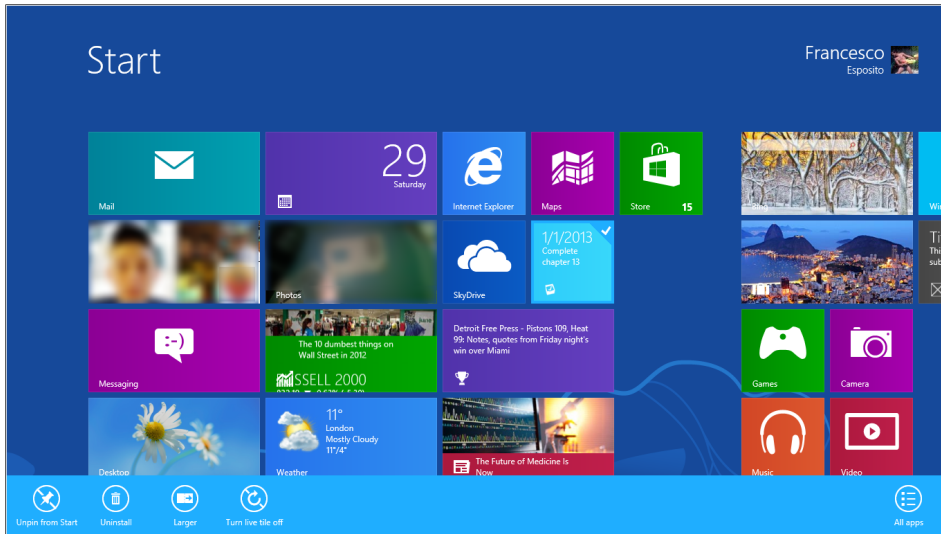 Start
Francesco
Esposito
Mail
29
Saturday
Internet Explorer
Maps
Store
15
Photos
SkyDrive
1/1/2013
Complete
chapter 13
Messaging
:-)
The 10 dumbest things on
Wall Street in 2012
SSELL 2000
Detroit Free Press - Pistons 109, Heat
99: Notes, quotes from Friday night's
win over Miami
Desktop
11°
London
Mostly Cloudy
11°/4°
Weather
The Future of Medicine Is
Now
Games
Camera
Music
Video
Unpin from Start
Uninstall
Larger
Turn live tile off
All apps